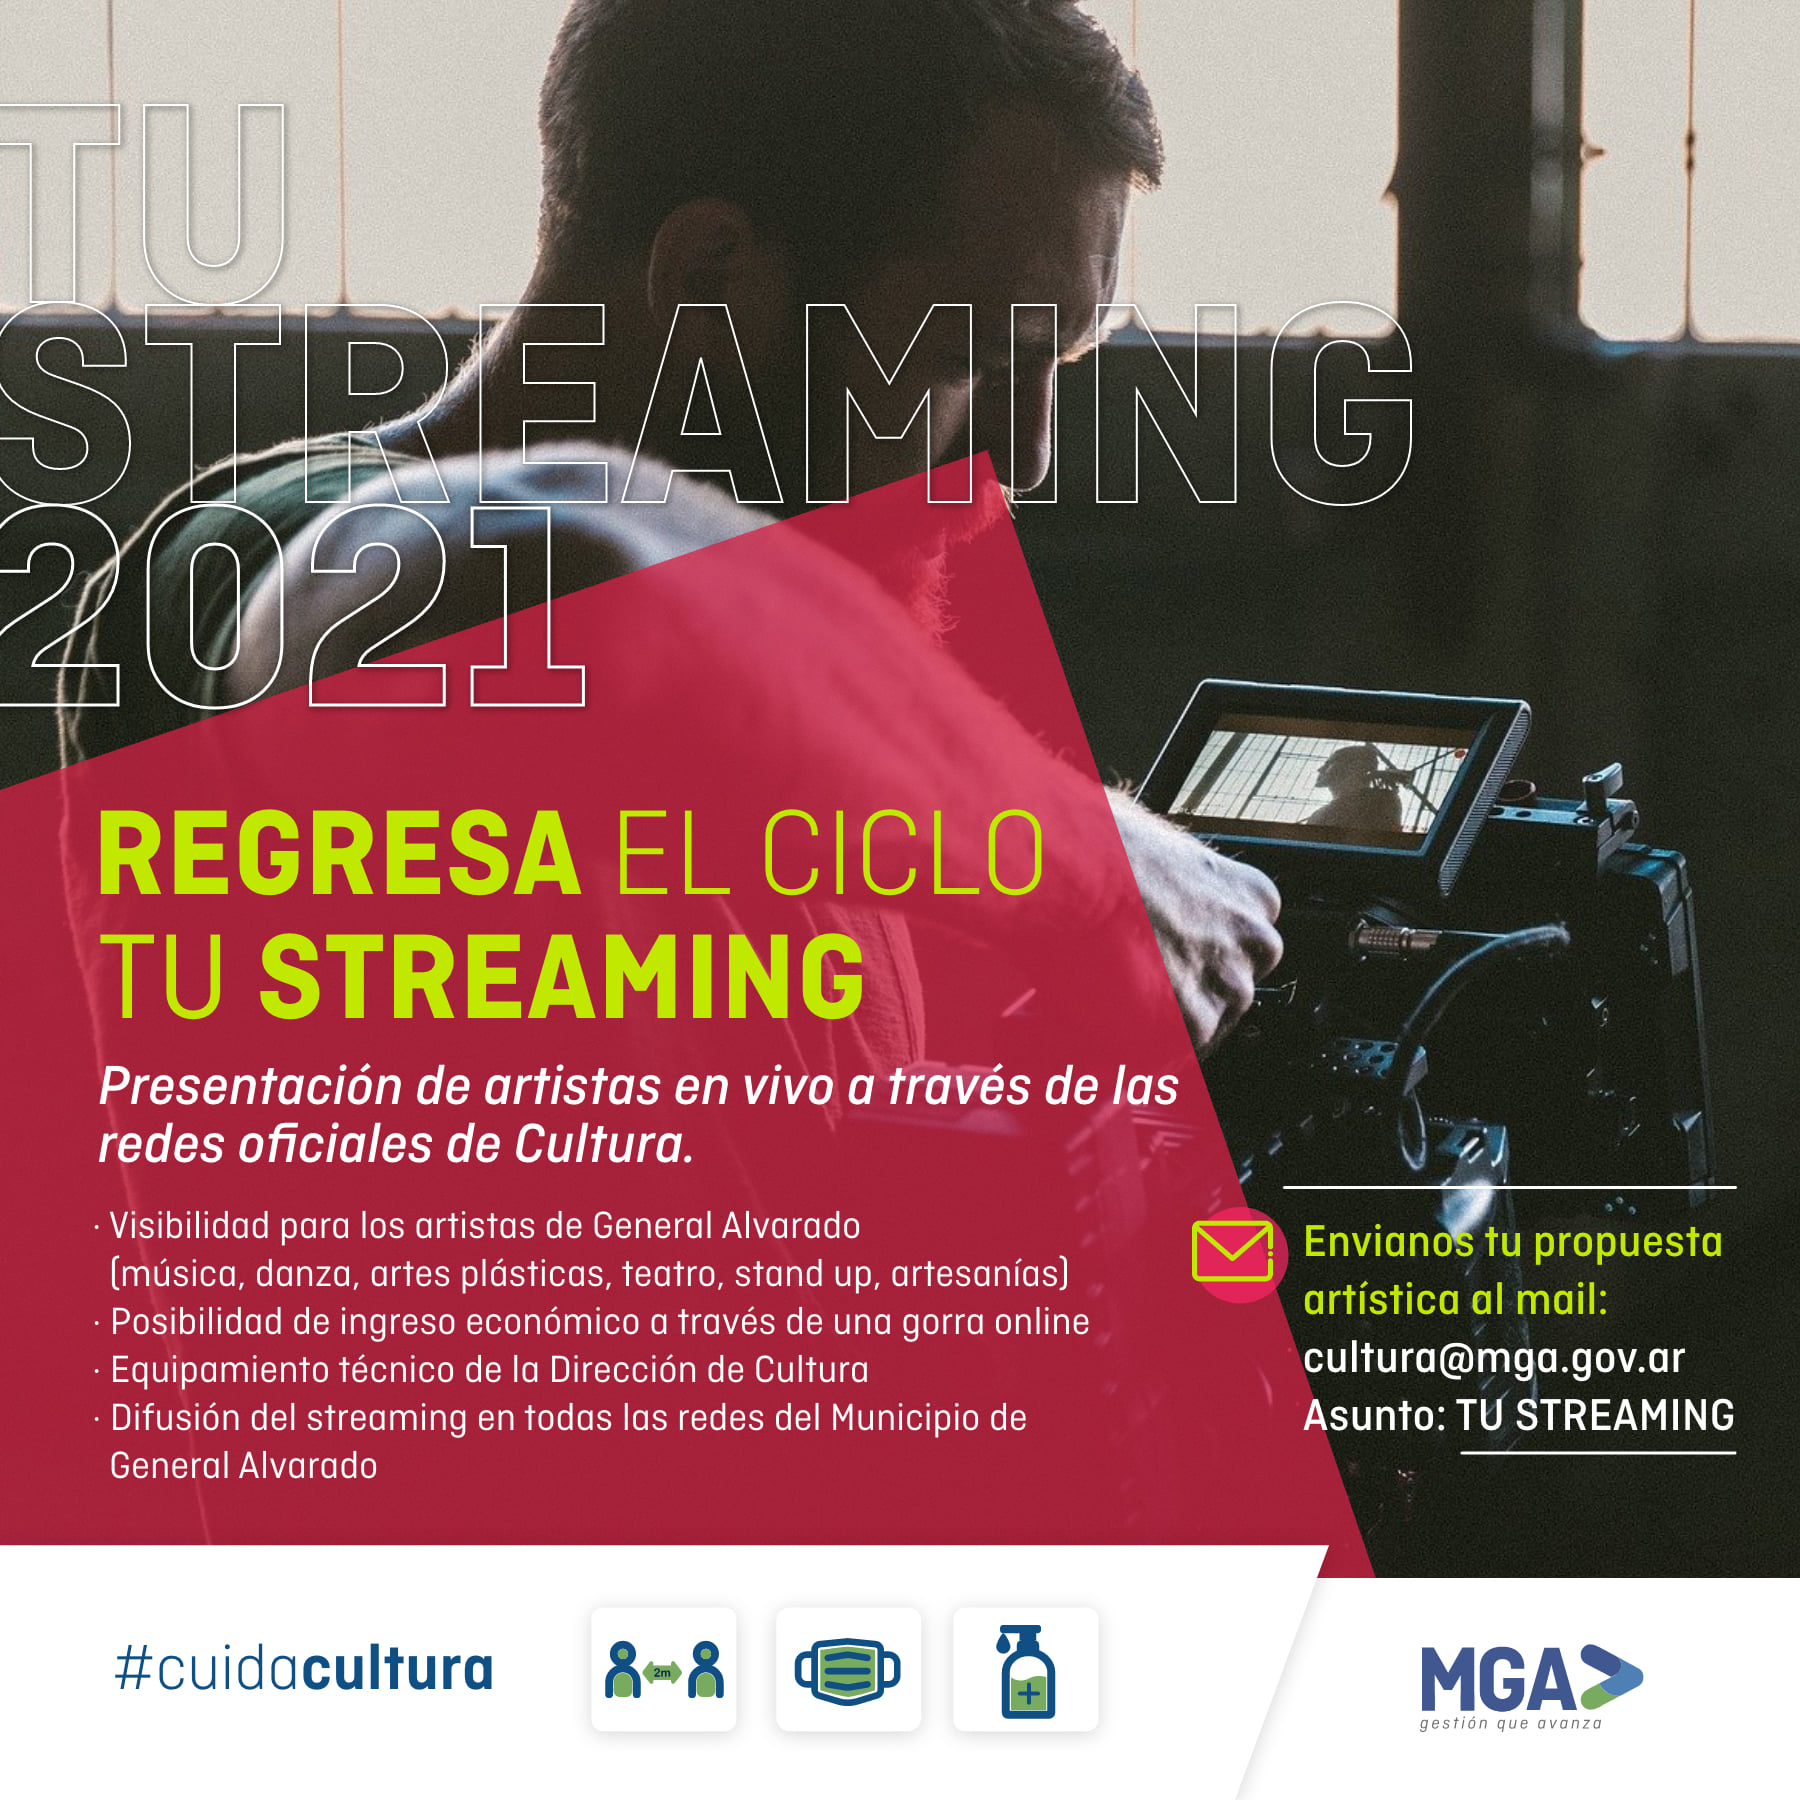 TU
STREAMING
2021
REGRESA EL CICLO
TU STREAMING
Presentación de artistas en vivo a través de las
redes oficiales de Cultura.
· Visibilidad para los artistas de General Alvarado
(música, danza, artes plásticas, teatro, stand up, artesanías)
· Posibilidad de ingreso económico a través de una gorra online
· Equipamiento técnico de la Dirección de Cultura
· Difusión del streaming en todas las redes del Municipio de
General Alvarado
Envianos tu propuesta
artística al mail:
cultura@mga.gov.ar
Asunto: TU STREAMING
#cuidacultura
2m
MGA
gestión que avanza